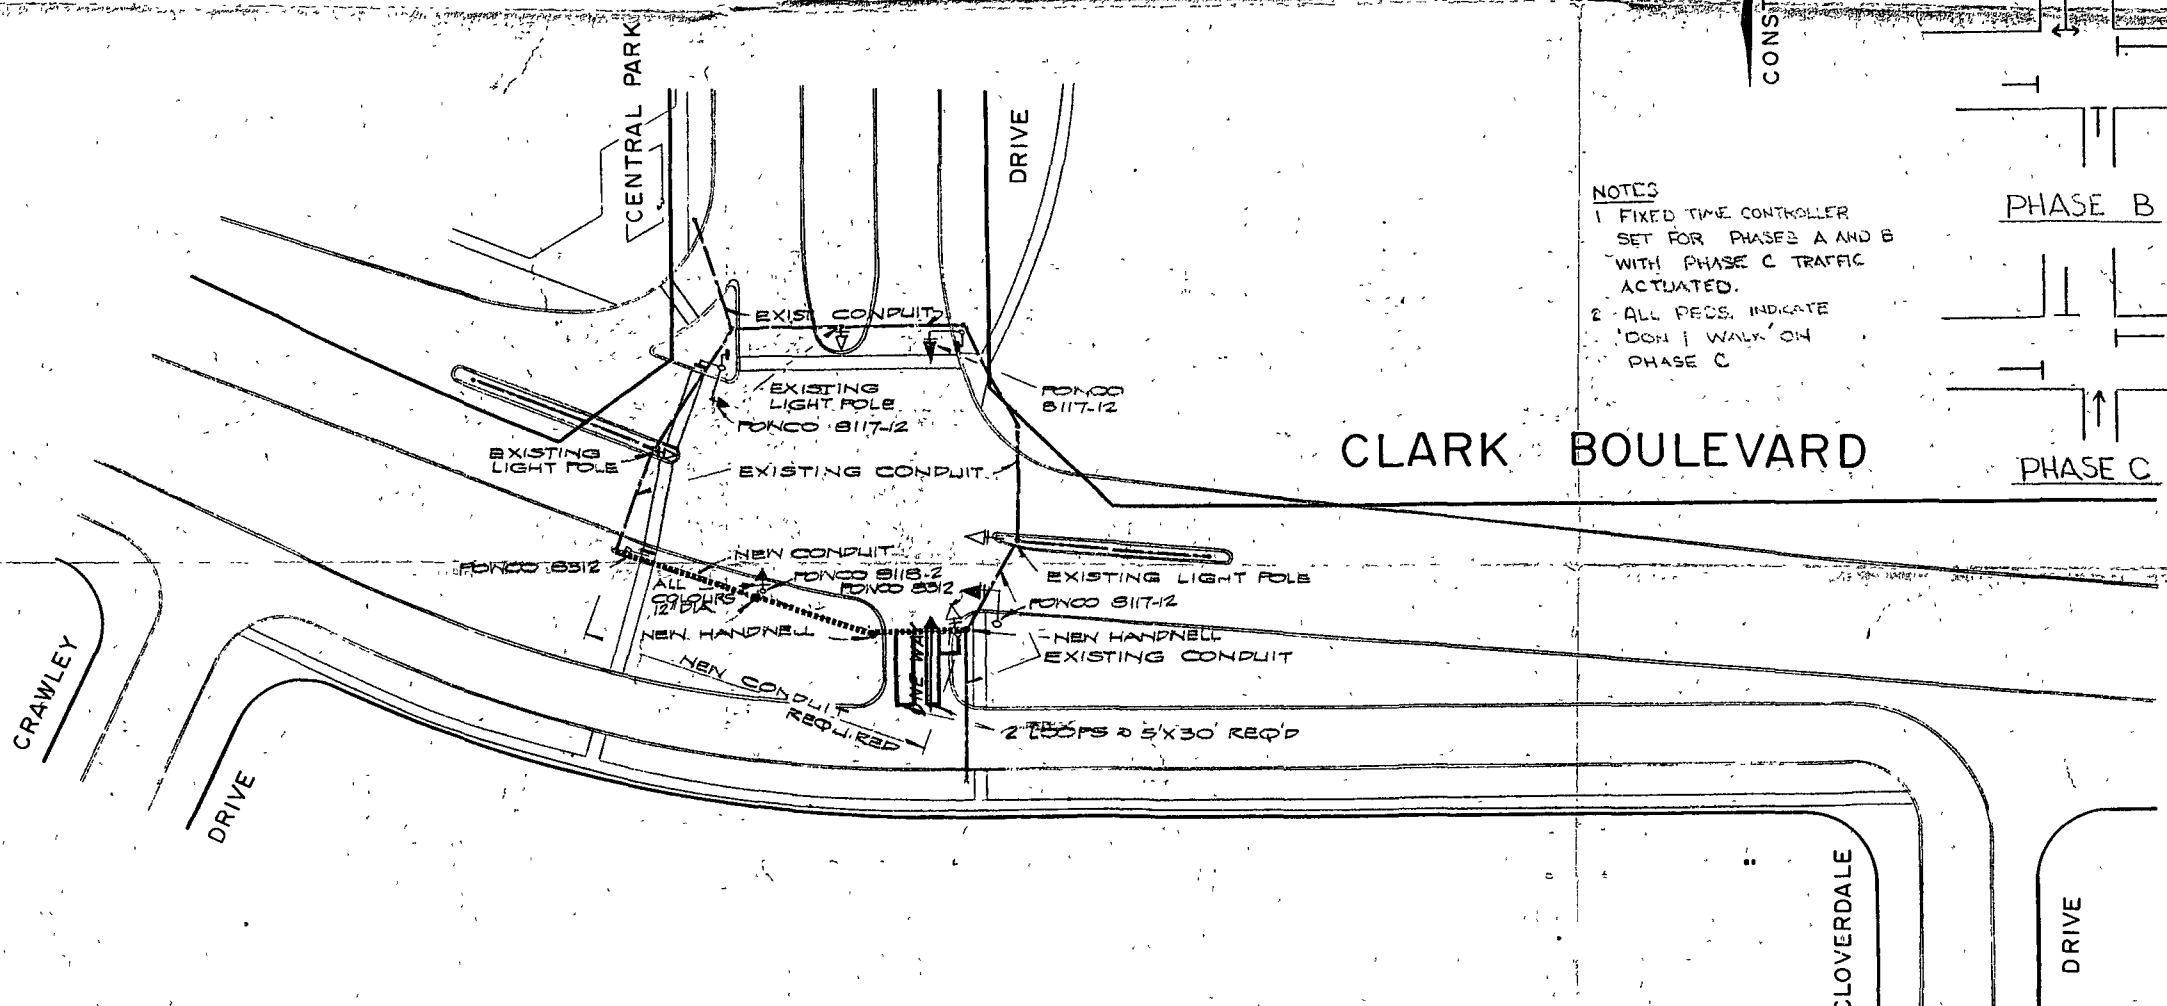 CENTRAL PARK
DRIVE
CONST
NOTES
1 FIXED TIME CONTROLLER
SET FOR PHASES A AND B
WITH PHASE C TRAFFIC
ACTUATED.
2 ALL PEDS. INDICATE
'DON T WALK' ON
PHASE C
PHASE B
PHASE C
CLARK BOULEVARD
EXIST CONDUIT
EXISTING
LIGHT POLE
FONCO 8117-12
FONCO
8117-12
EXISTING
LIGHT POLE
EXISTING CONDUIT
NEW CONDUIT
FONCO 8312
ALL
COLOURS
12" DIA.
FONCO 8118-2
FONCO 8312
EXISTING LIGHT POLE
FONCO 8117-12
NEW HANDWELL
NEW HANDWELL
EXISTING CONDUIT
NEW CONDUIT
REQUIRED
ONE WAY
2 LOOPS @ 5'X30' REQ'D
CRAWLEY
DRIVE
CLOVERDALE
DRIVE